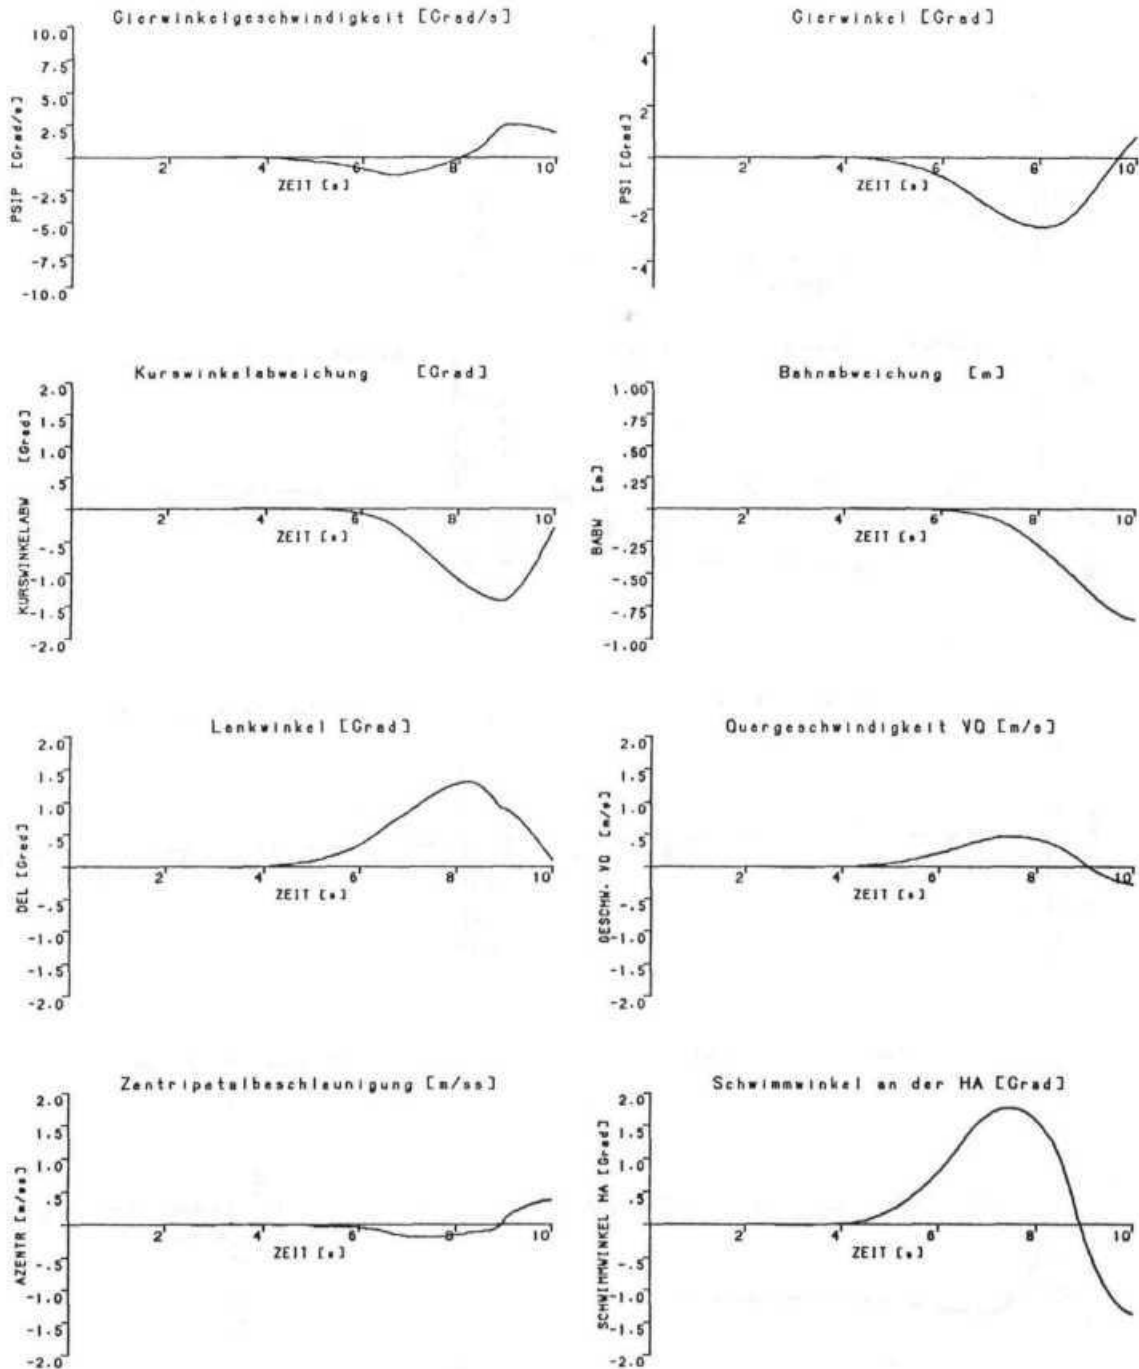 Gierwinkelgeschwindigkeit [Grad/s]
10.0
7.5
5.0
2.5
-2.5
-5.0
-7.5
-10.0
PSIP [Grad/s]
2 4 6 8 10
ZEIT [s]
Gierwinkel [Grad]
4
2
-2
-4
PSI [Grad]
2 4 6 8 10
ZEIT [s]
Kurswinkelabweichung [Grad]
2.0
1.5
1.0
.5
-.5
-1.0
-1.5
-2.0
KURSWINKELABW [Grad]
2 4 6 8 10
ZEIT [s]
Bahnabweichung [m]
1.00
.75
.50
.25
-.25
-.50
-.75
-1.00
BABW [m]
2 4 6 8 10
ZEIT [s]
Lenkwinkel [Grad]
2.0
1.5
1.0
.5
-.5
-1.0
-1.5
-2.0
DEL [Grad]
2 4 6 8 10
ZEIT [s]
Quergeschwindigkeit VQ [m/s]
2.0
1.5
1.0
.5
-.5
-1.0
-1.5
-2.0
GESCHW. VQ [m/s]
2 4 6 8 10
ZEIT [s]
Zentripetalbeschleunigung [m/ss]
2.0
1.5
1.0
.5
-.5
-1.0
-1.5
-2.0
AZENTR [m/ss]
2 4 6 8 10
ZEIT [s]
Schwimmwinkel an der HA [Grad]
2.0
1.5
1.0
.5
-.5
-1.0
-1.5
-2.0
SCHWIMMWINKEL HA [Grad]
2 4 6 8 10
ZEIT [s]